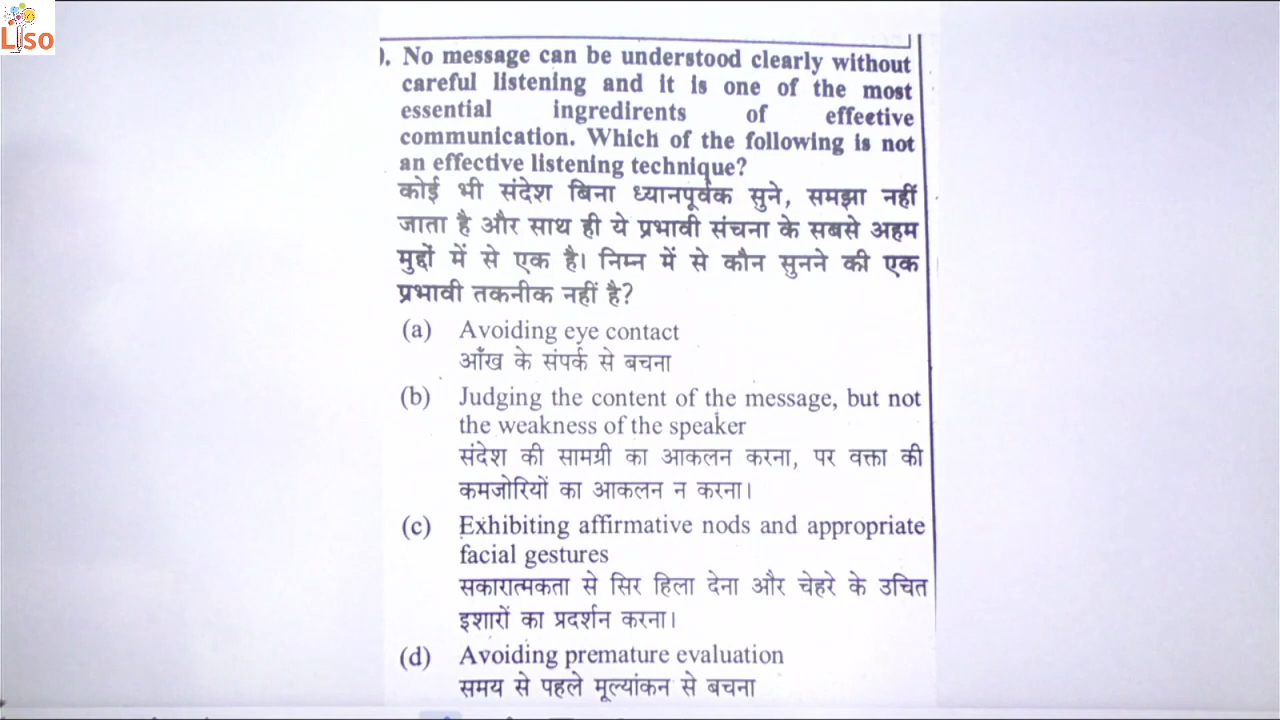 Liso
). No message can be understood clearly without
careful listening and it is one of the most
essential ingredirents of effective
communication. Which of the following is not
an effective listening technique?
कोई भी संदेश बिना ध्यानपूर्वक सुने, समझा नहीं
जाता है और साथ ही ये प्रभावी संचना के सबसे अहम
मुद्दों में से एक है। निम्न में से कौन सुनने की एक
प्रभावी तकनीक नहीं है?
(a) Avoiding eye contact
आँख के संपर्क से बचना
(b) Judging the content of the message, but not
the weakness of the speaker
संदेश की सामग्री का आकलन करना, पर वक्ता की
कमजोरियों का आकलन न करना।
(c) Exhibiting affirmative nods and appropriate
facial gestures
सकारात्मकता से सिर हिला देना और चेहरे के उचित
इशारों का प्रदर्शन करना।
(d) Avoiding premature evaluation
समय से पहले मूल्यांकन से बचना